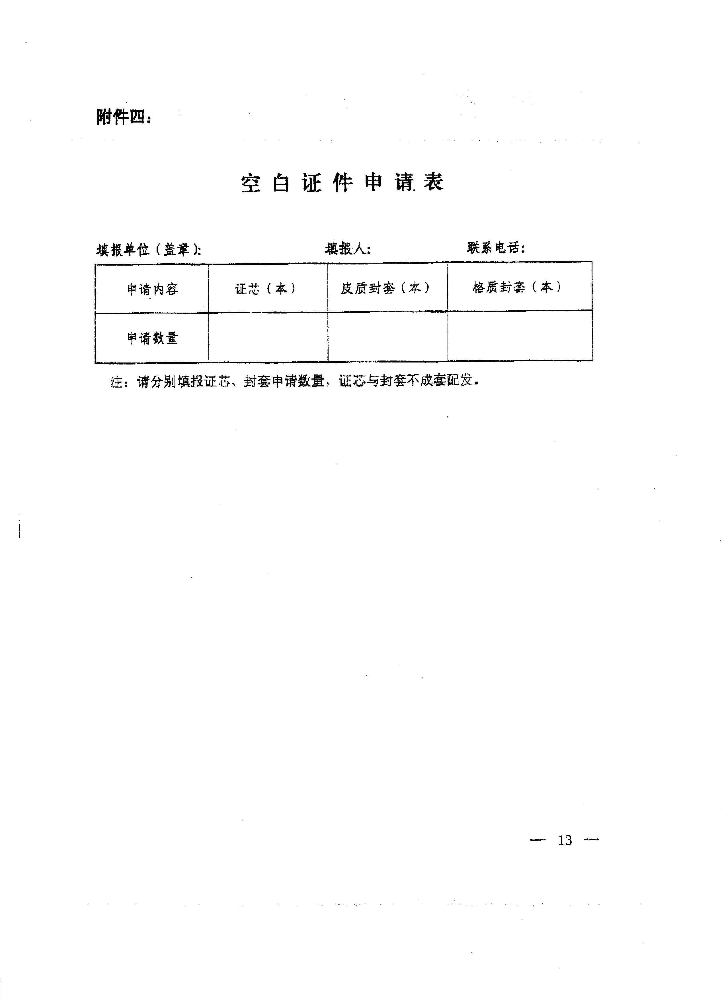 附件四：
空白证件申请表
填报单位（盖章）： 填报人： 联系电话：
申请内容 证芯（本） 皮质封套（本） 格质封套（本）
申请数量
注：请分别填报证芯、封套申请数量，证芯与封套不成套配发。
— 13 —